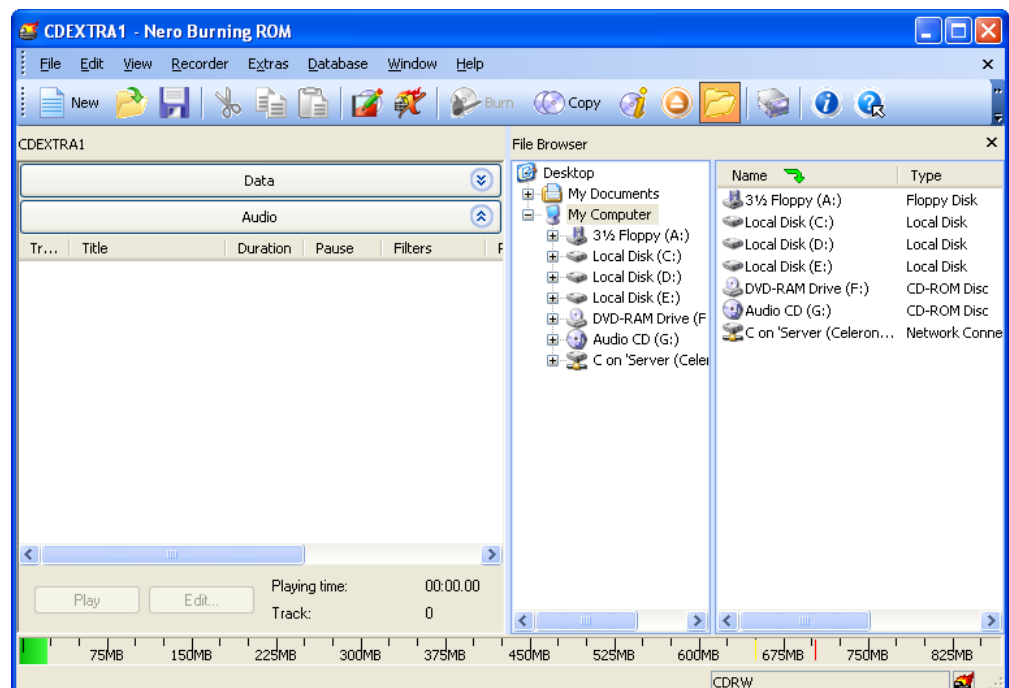 CDEXTRA1 - Nero Burning ROM
File Edit View Recorder Extras Database Window Help
New Burn Copy
CDEXTRA1
File Browser
Data
Audio
Tr... Title Duration Pause Filters
Desktop
My Documents
My Computer
3½ Floppy (A:)
Local Disk (C:)
Local Disk (D:)
Local Disk (E:)
DVD-RAM Drive (F
Audio CD (G:)
C on 'Server (Celer
Name Type
3½ Floppy (A:) Floppy Disk
Local Disk (C:) Local Disk
Local Disk (D:) Local Disk
Local Disk (E:) Local Disk
DVD-RAM Drive (F:) CD-ROM Disc
Audio CD (G:) CD-ROM Disc
C on 'Server (Celeron... Network Conne
Play Edit...
Playing time: 00:00.00
Track: 0
75MB 150MB 225MB 300MB 375MB 450MB 525MB 600MB 675MB 750MB 825MB
CDRW